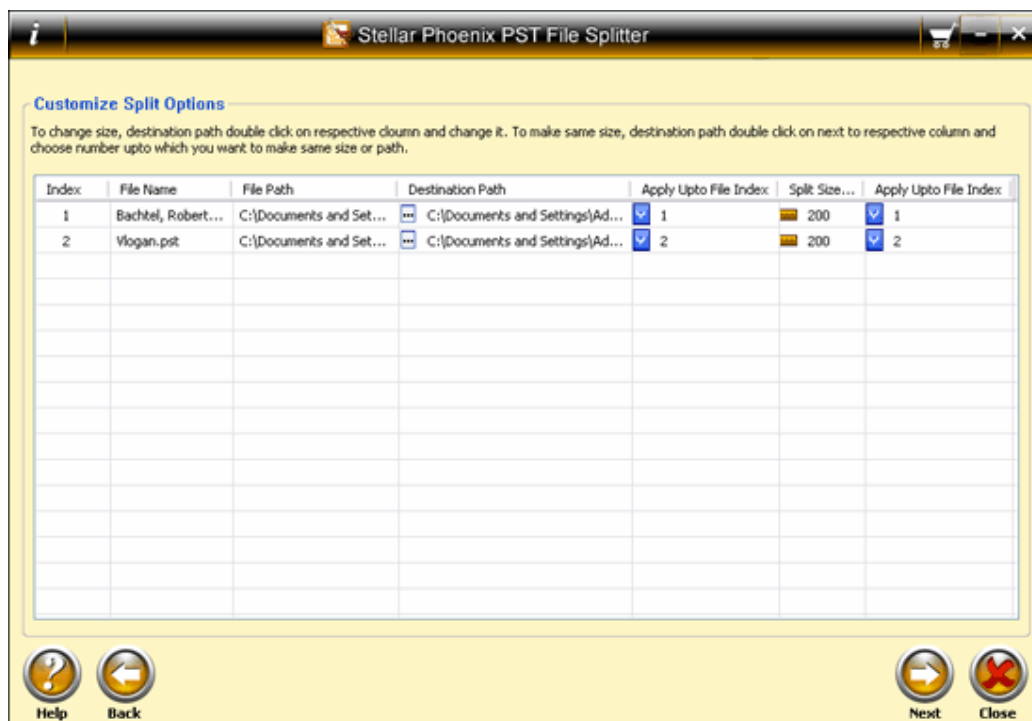 i Stellar Phoenix PST File Splitter
Customize Split Options
To change size, destination path double click on respective cloumn and change it. To make same size, destination path double click on next to respective column and
choose number upto which you want to make same size or path.
Index File Name File Path Destination Path Apply Upto File Index Split Size... Apply Upto File Index
1 Bachtel, Robert... C:\Documents and Set... C:\Documents and Settings\Ad... 1 200 1
2 Vlogan.pst C:\Documents and Set... C:\Documents and Settings\Ad... 2 200 2
Help Back Next Close